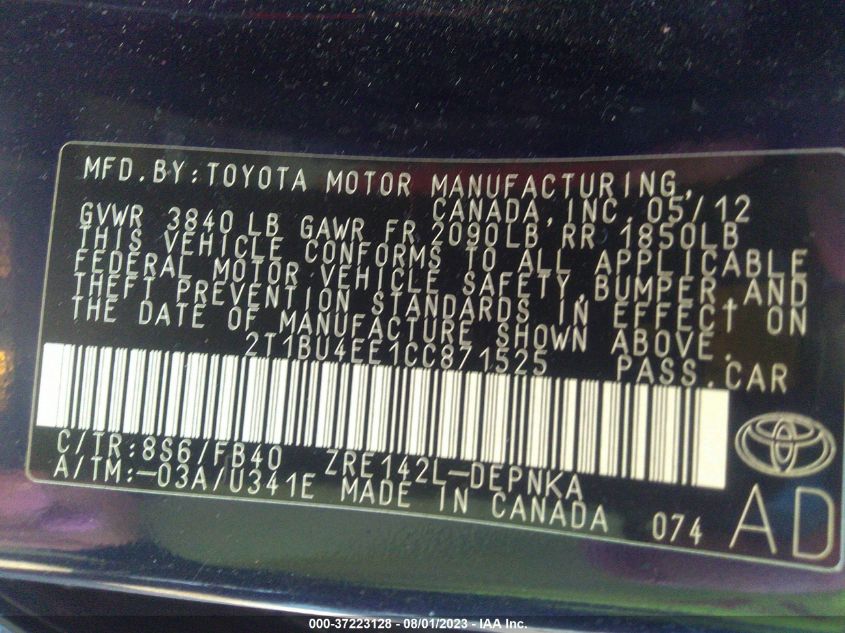 MFD.BY:TOYOTA MOTOR MANUFACTURING,
CANADA,INC.05/12
GVWR 3840LB GAWR FR 2090LB RR 1850LB
THIS VEHICLE CONFORMS TO ALL APPLICABLE
FEDERAL MOTOR VEHICLE SAFETY,BUMPER,AND
THEFT PREVENTION STANDARDS IN EFFECT ON
THE DATE OF MANUFACTURE SHOWN ABOVE.
2T1BU4EE1CC871525 PASS.CAR
C/TR:8S6/FB40 ZRE142L-DEPNKA
A/TM:-03A/U341E MADE IN CANADA 074
AD
000-37223128 - 08/01/2023 - IAA Inc.